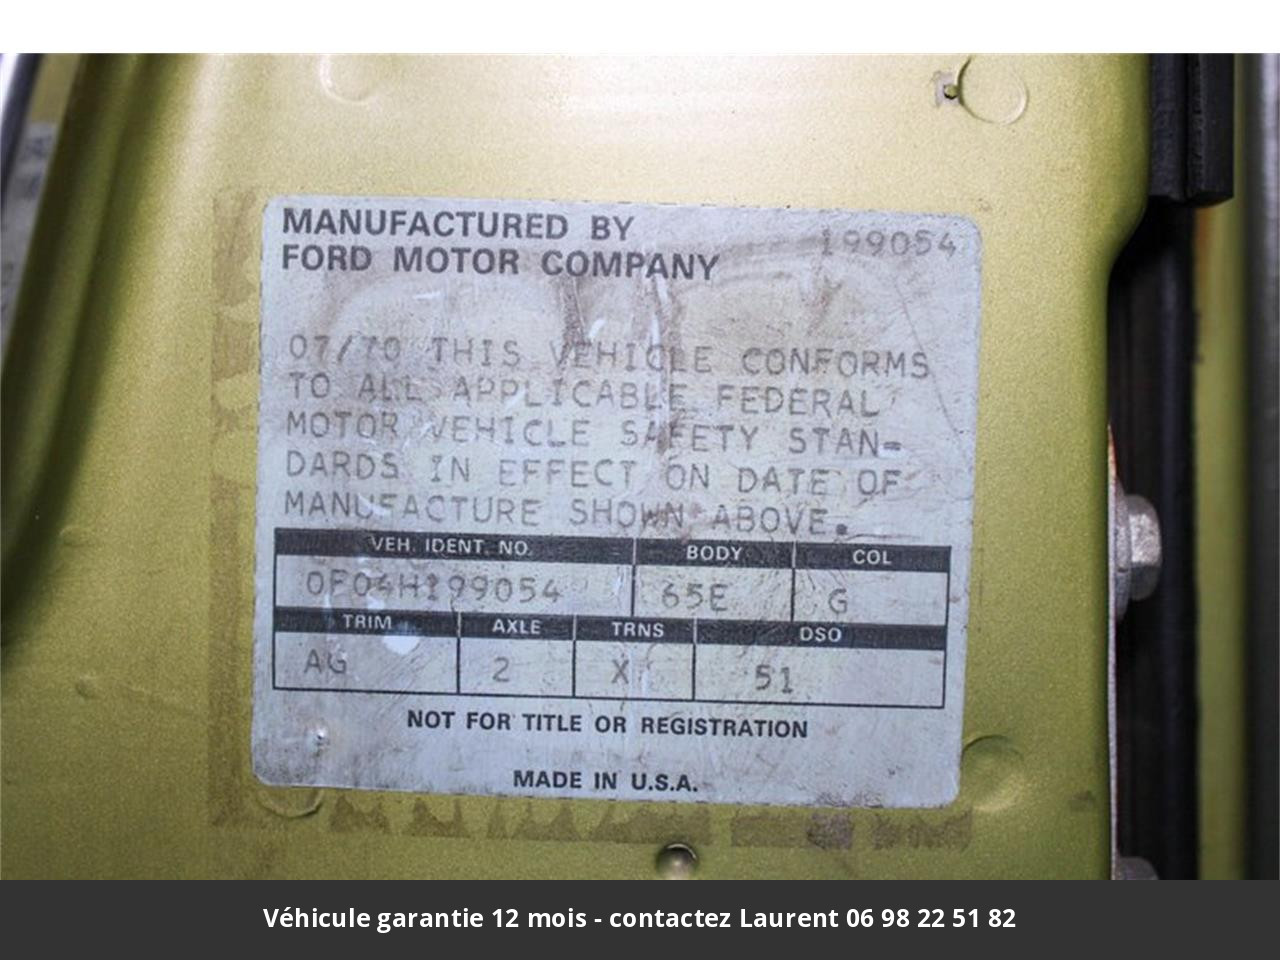 MANUFACTURED BY
199054
FORD MOTOR COMPANY
07/70 THIS VEHICLE CONFORMS
TO ALL APPLICABLE FEDERAL
MOTOR VEHICLE SAFETY STAN-
DARDS IN EFFECT ON DATE OF
MANUFACTURE SHOWN ABOVE.
VEH. IDENT. NO. BODY COL
0F04H199054 65E G
TRIM AXLE TRNS DSO
AG 2 X 51
NOT FOR TITLE OR REGISTRATION
MADE IN U.S.A.
Véhicule garantie 12 mois - contactez Laurent 06 98 22 51 82